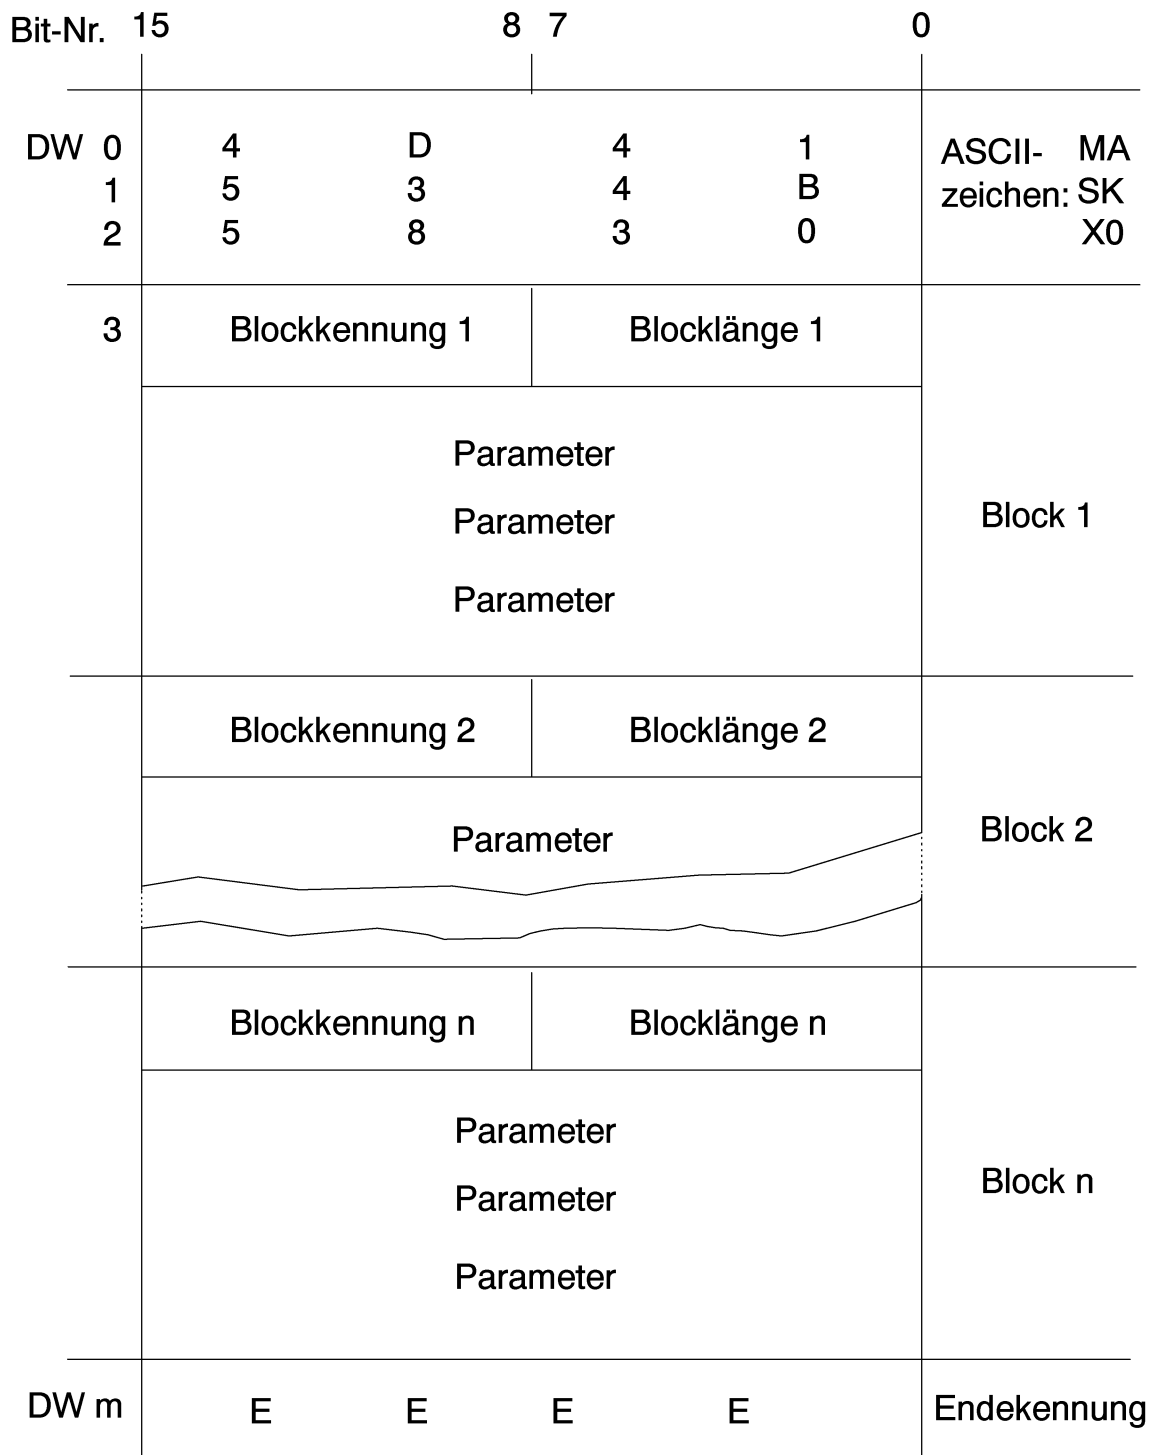 Bit-Nr. 15 8 7 0
DW 0 4 D 4 1 ASCII- MA
1 5 3 4 B zeichen: SK
2 5 8 3 0 X0
3 Blockkennung 1 Blocklänge 1
Parameter
Parameter
Block 1
Parameter
Blockkennung 2 Blocklänge 2
Parameter Block 2
Blockkennung n Blocklänge n
Parameter
Block n
Parameter
Parameter
DW m E E E E Endekennung